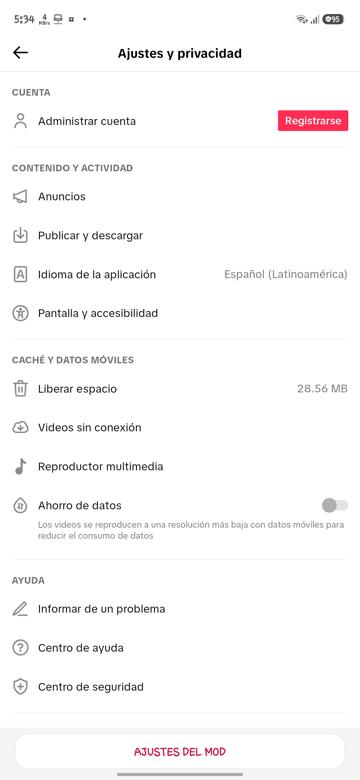 5:34 4 KB/s 95
Ajustes y privacidad
CUENTA
Administrar cuenta Registrarse
CONTENIDO Y ACTIVIDAD
Anuncios
Publicar y descargar
Idioma de la aplicación Español (Latinoamérica)
Pantalla y accesibilidad
CACHÉ Y DATOS MÓVILES
Liberar espacio 28.56 MB
Videos sin conexión
Reproductor multimedia
Ahorro de datos
Los videos se reproducen a una resolución más baja con datos móviles para
reducir el consumo de datos
AYUDA
Informar de un problema
Centro de ayuda
Centro de seguridad
AJUSTES DEL MOD